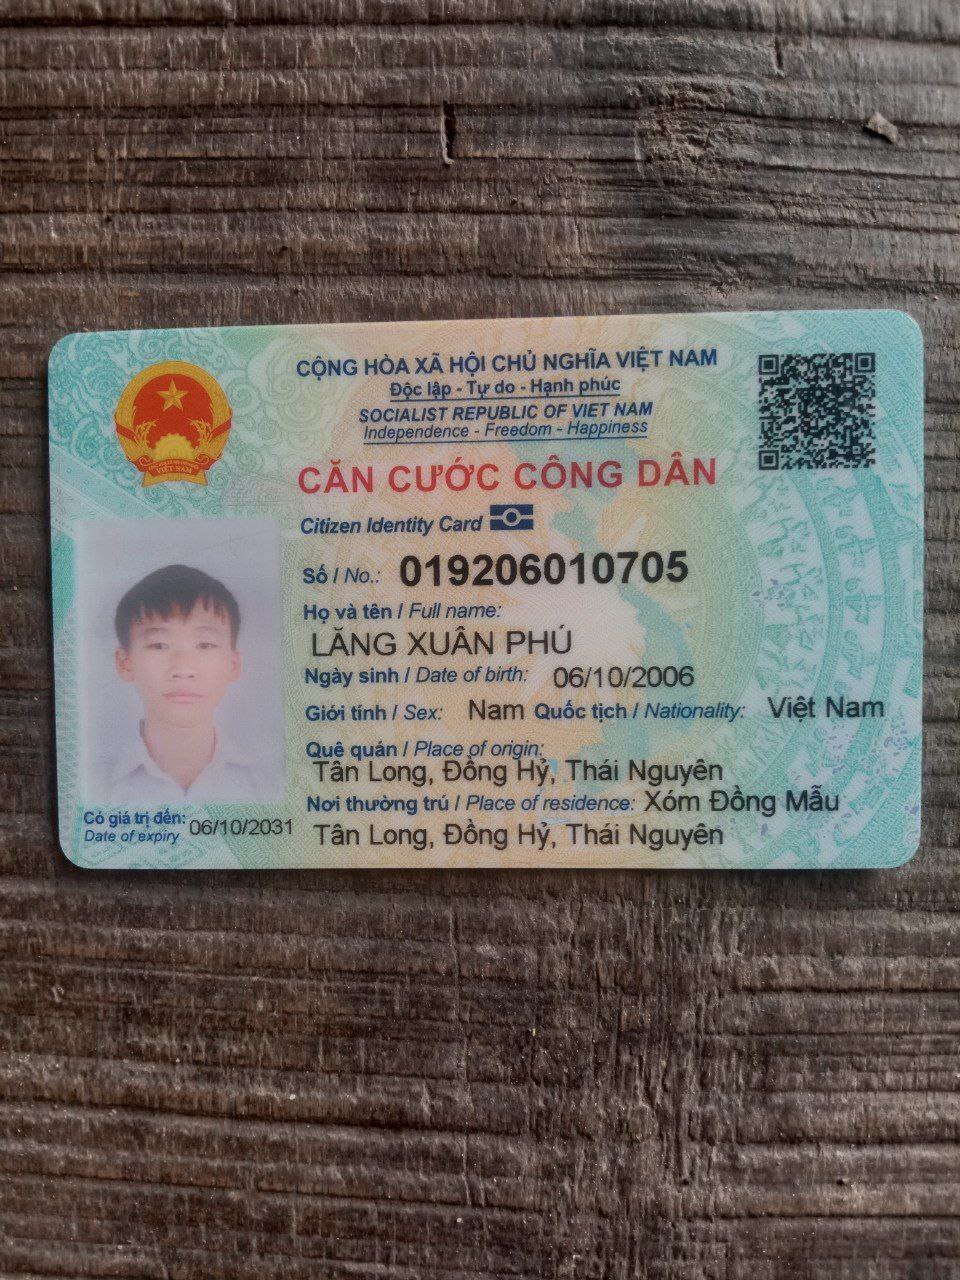 CỘNG HÒA XÃ HỘI CHỦ NGHĨA VIỆT NAM
Độc lập - Tự do - Hạnh phúc
SOCIALIST REPUBLIC OF VIET NAM
Independence - Freedom - Happiness
CĂN CƯỚC CÔNG DÂN
Citizen Identity Card
Số / No.: 019206010705
Họ và tên / Full name:
LĂNG XUÂN PHÚ
Ngày sinh / Date of birth: 06/10/2006
Giới tính / Sex: Nam Quốc tịch / Nationality: Việt Nam
Quê quán / Place of origin:
Tân Long, Đồng Hỷ, Thái Nguyên
Nơi thường trú / Place of residence: Xóm Đồng Mẫu
Tân Long, Đồng Hỷ, Thái Nguyên
Có giá trị đến: 06/10/2031
Date of expiry
VIỆT NAM